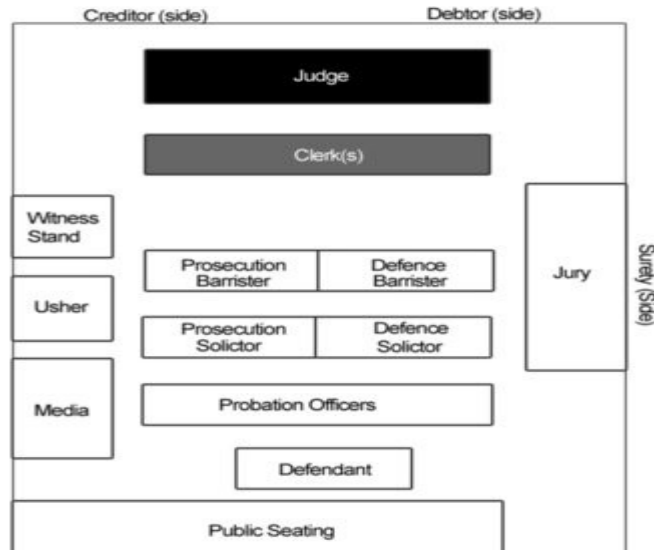 Creditor (side)
Debtor (side)
Judge
Clerk(s)
Witness
Stand
Prosecution
Barrister
Defence
Barrister
Jury
Surety (Side)
Usher
Prosecution
Solictor
Defence
Solictor
Media
Probation Officers
Defendant
Public Seating